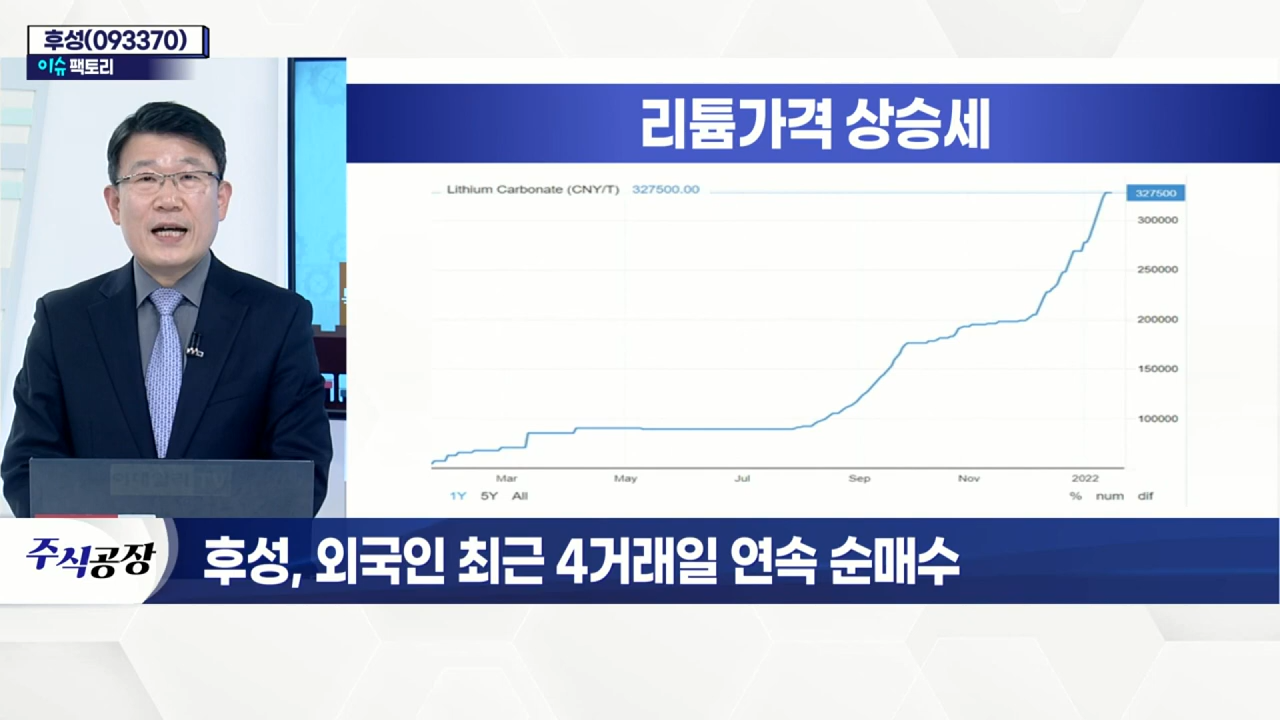 후성(093370)
이슈 팩토리
리튬가격 상승세
Lithium Carbonate (CNY/T) 327500.00
327500
300000
250000
200000
150000
100000
Mar May Jul Sep Nov 2022
1Y 5Y All % num dif
주식공장
후성, 외국인 최근 4거래일 연속 순매수